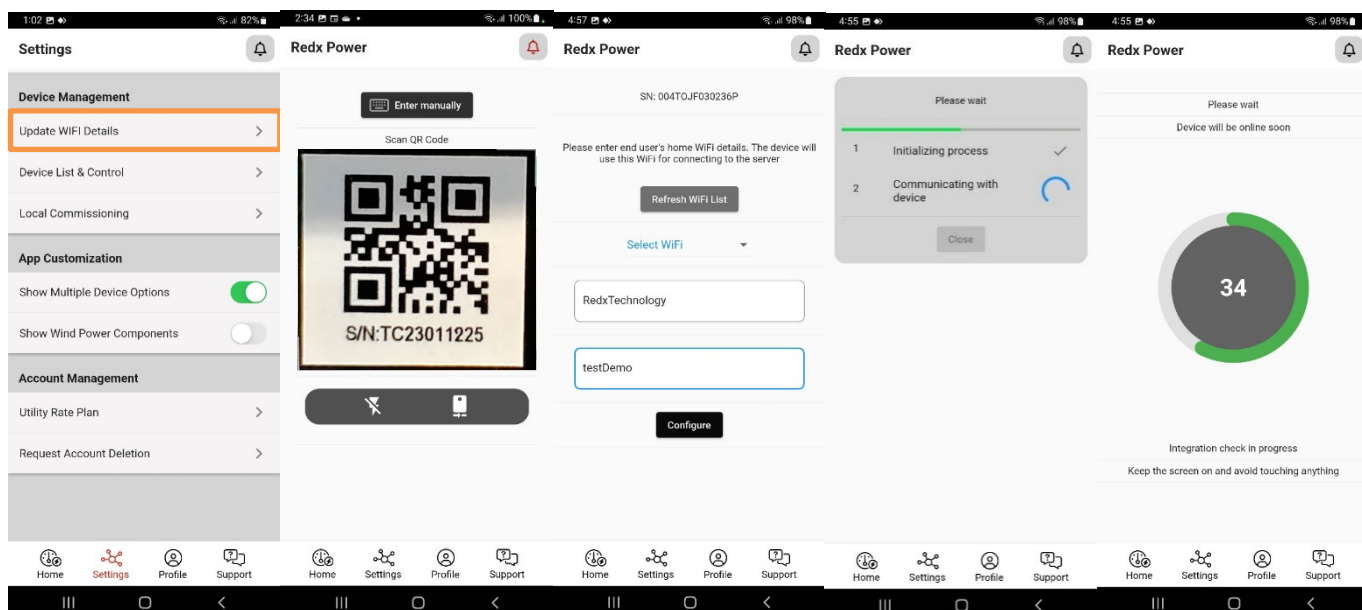 1:02
82%
Settings
Device Management
Update WIFI Details
Device List & Control
Local Commissioning
App Customization
Show Multiple Device Options
Show Wind Power Components
Account Management
Utility Rate Plan
Request Account Deletion
Home Settings Profile Support
2:34
100%
Redx Power
Enter manually
Scan QR Code
S/N:TC23011225
Home Settings Profile Support
4:57
98%
Redx Power
SN: 004TOJF030236P
Please enter end user's home WiFi details. The device will
use this WiFi for connecting to the server
Refresh WiFi List
Select WiFi
RedxTechnology
testDemo
Configure
Home Settings Profile Support
4:55
98%
Redx Power
Please wait
1 Initializing process
2 Communicating with
device
Close
Home Settings Profile Support
4:55
98%
Redx Power
Please wait
Device will be online soon
34
Integration check in progress
Keep the screen on and avoid touching anything
Home Settings Profile Support